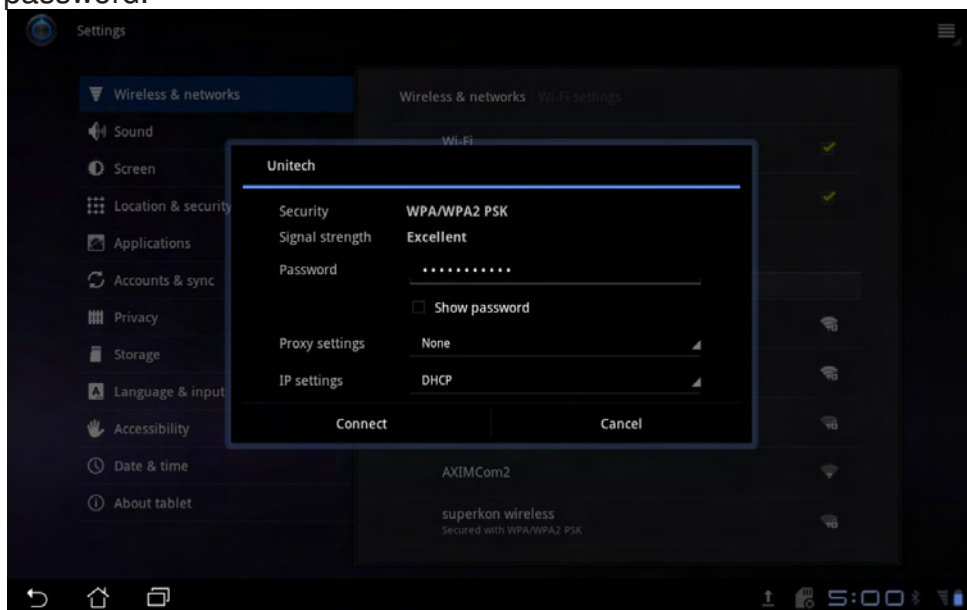 password.
Settings
Wireless & networks
Sound
Screen
Location & security
Applications
Accounts & sync
Privacy
Storage
Language & input
Accessibility
Date & time
About tablet
Wireless & networks Wi-Fi settings
Wi-Fi
Unitech
Security WPA/WPA2 PSK
Signal strength Excellent
Password ...........
Show password
Proxy settings None
IP settings DHCP
Connect Cancel
AXIMCom2
superkon wireless
Secured with WPA/WPA2 PSK
5:00